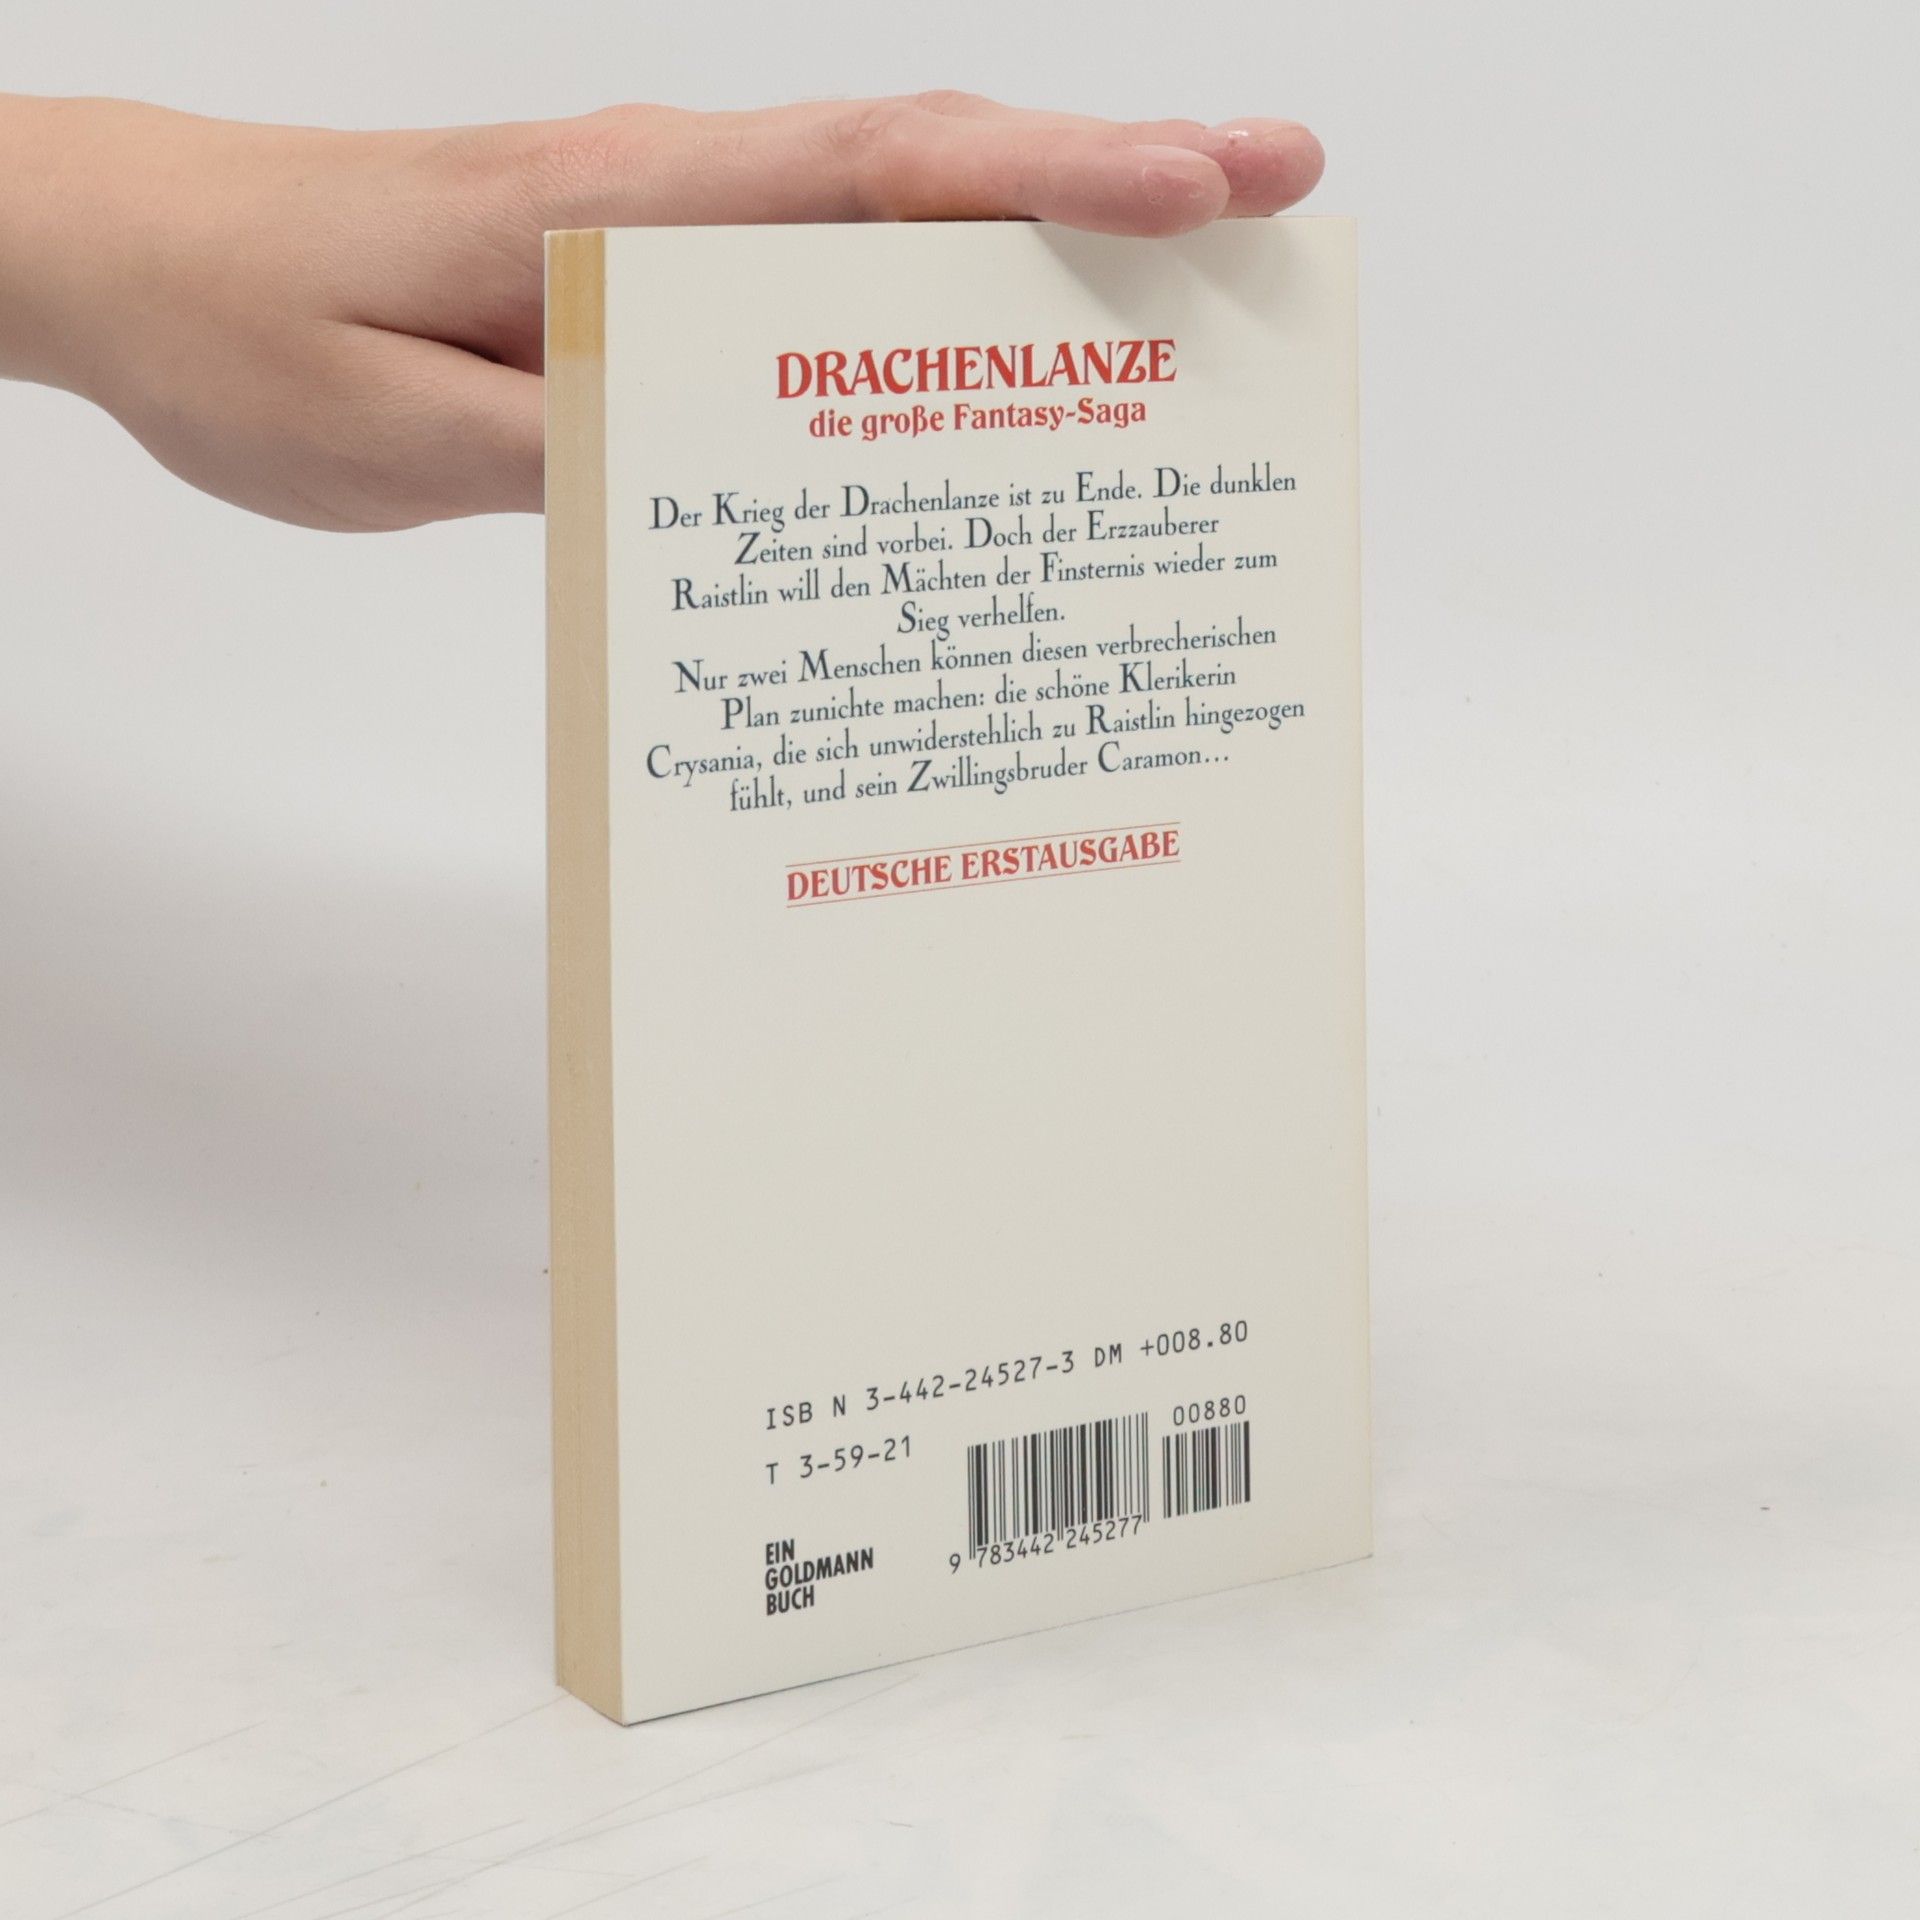 DRACHENLANZE
die große Fantasy-Saga
Der Krieg der Drachenlanze ist zu Ende. Die dunklen
Zeiten sind vorbei. Doch der Erzzauberer
Raistlin will den Mächten der Finsternis wieder zum
Sieg verhelfen.
Nur zwei Menschen können diesen verbrecherischen
Plan zunichte machen: die schöne Klerikerin
Crysania, die sich unwiderstehlich zu Raistlin hingezogen
fühlt, und sein Zwillingsbruder Caramon...
DEUTSCHE ERSTAUSGABE
ISB N 3-442-24527-3 DM +008.80
T 3-59-21
00880
9 783442 245277
EIN
GOLDMANN
BUCH